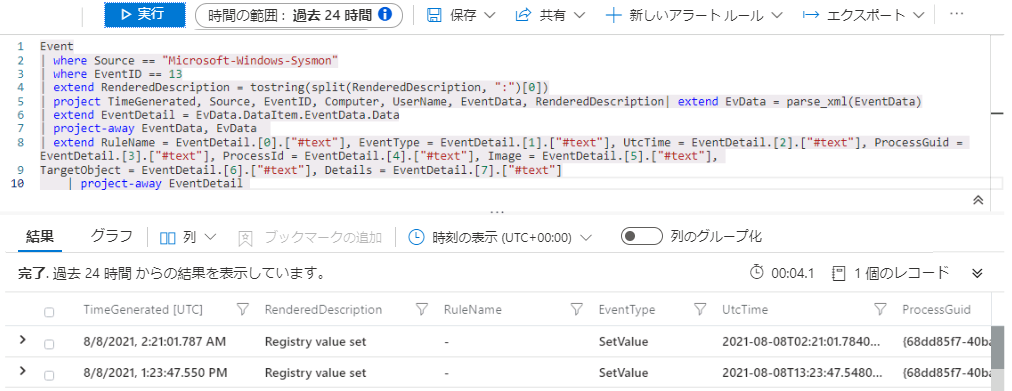 実行 時間の範囲 : 過去 24 時間 保存 共有 新しいアラート ルール エクスポート ...
1 Event
2 | where Source == "Microsoft-Windows-Sysmon"
3 | where EventID == 13
4 | extend RenderedDescription = tostring(split(RenderedDescription, ":")[0])
5 | project TimeGenerated, Source, EventID, Computer, UserName, EventData, RenderedDescription| extend EvData = parse_xml(EventData)
6 | extend EventDetail = EvData.DataItem.EventData.Data
7 | project-away EventData, EvData
8 | extend RuleName = EventDetail.[0].["#text"], EventType = EventDetail.[1].["#text"], UtcTime = EventDetail.[2].["#text"], ProcessGuid =
EventDetail.[3].["#text"], ProcessId = EventDetail.[4].["#text"], Image = EventDetail.[5].["#text"],
9 TargetObject = EventDetail.[6].["#text"], Details = EventDetail.[7].["#text"]
10 | project-away EventDetail
結果 グラフ 列 ブックマークの追加 時刻の表示 (UTC+00:00) 列のグループ化
完了. 過去 24 時間 からの結果を表示しています。 00:04.1 1 個のレコード
TimeGenerated [UTC] RenderedDescription RuleName EventType UtcTime ProcessGuid
8/8/2021, 2:21:01.787 AM Registry value set - SetValue 2021-08-08T02:21:01.7840... {68dd85f7-40ba
8/8/2021, 1:23:47.550 PM Registry value set - SetValue 2021-08-08T13:23:47.5480... {68dd85f7-40ba